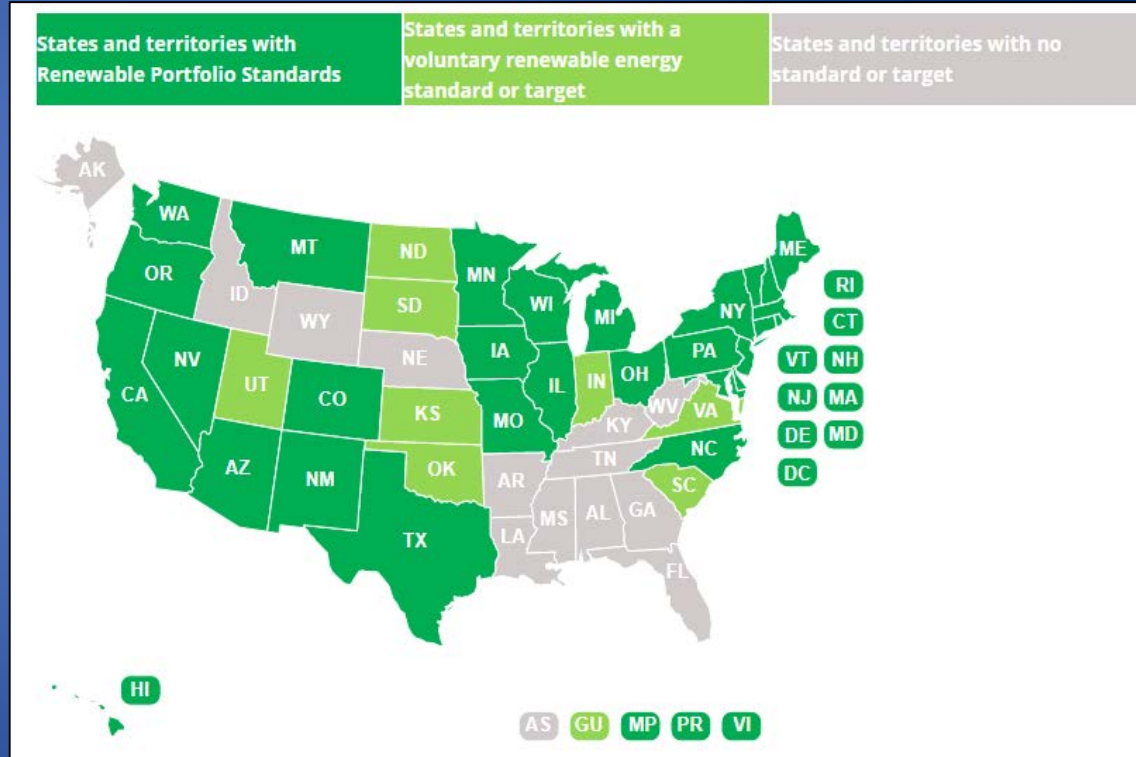 States and territories with
Renewable Portfolio Standards
States and territories with a
voluntary renewable energy
standard or target
States and territories with no
standard or target
AK
WA
MT
ND
MN
ME
OR
ID
SD
WI
MI
NY
RI
WY
CT
NV
NE
IA
PA
VT
NH
CA
UT
CO
KS
MO
IL
IN
OH
WV
VA
NJ
MA
KY
DE
MD
AZ
NM
OK
AR
TN
NC
DC
SC
TX
LA
MS
AL
GA
FL
HI
AS
GU
MP
PR
VI